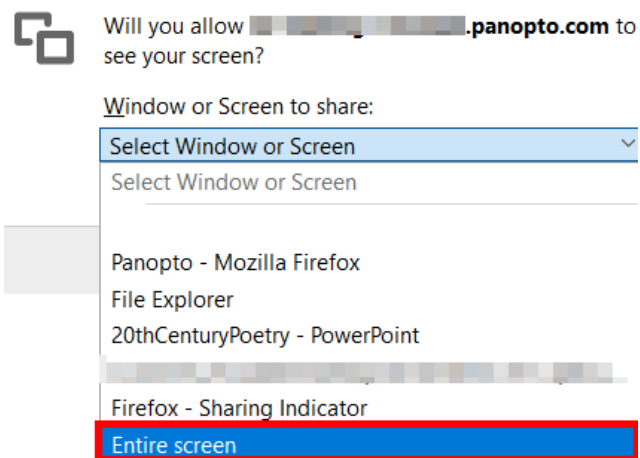 Will you allow .panopto.com to
see your screen?
Window or Screen to share:
Select Window or Screen
Select Window or Screen
Panopto - Mozilla Firefox
File Explorer
20thCenturyPoetry - PowerPoint
Firefox - Sharing Indicator
Entire screen